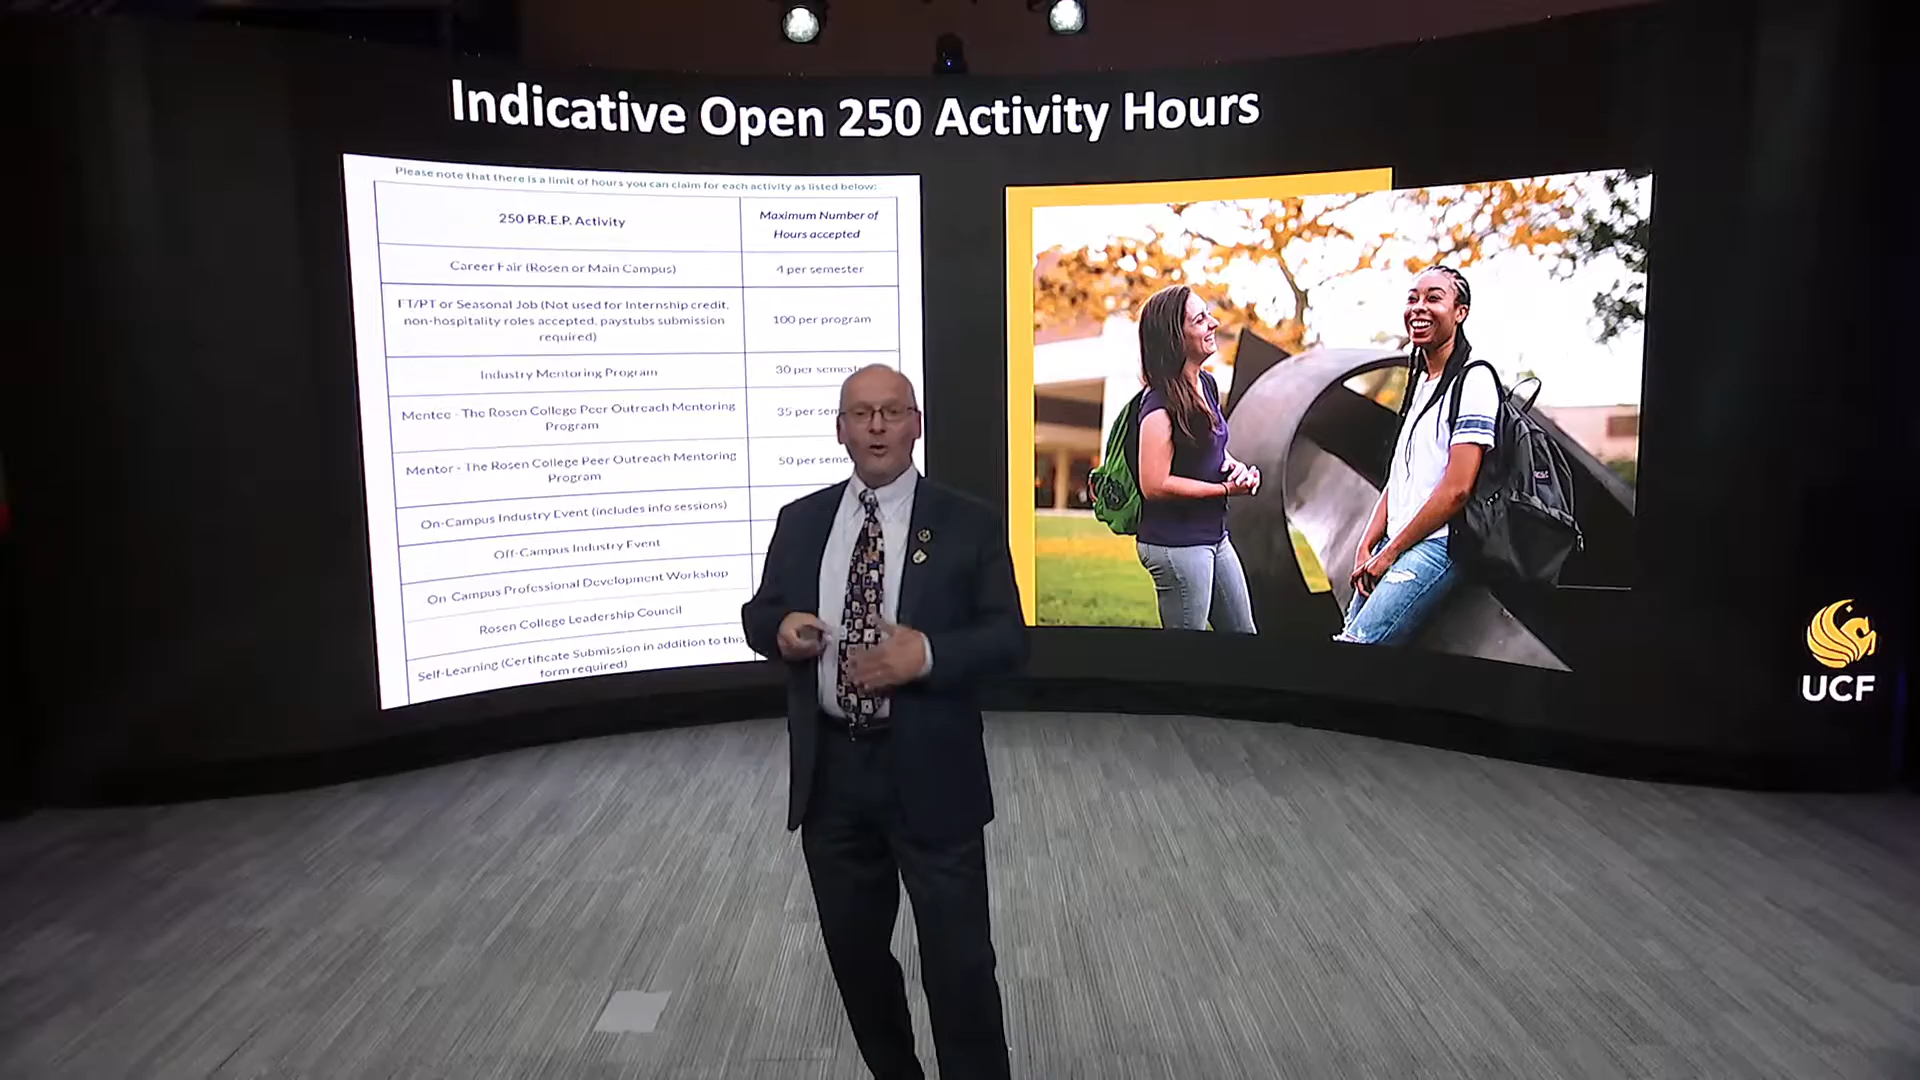 Indicative Open 250 Activity Hours
Please note that there is a limit of hours you can claim for each activity as listed below:
250 P.R.E.P. Activity
Maximum Number of
Hours accepted
Career Fair (Rosen or Main Campus)
4 per semester
FT/PT or Seasonal Job (Not used for Internship credit,
non-hospitality roles accepted, paystubs submission
required)
100 per program
Industry Mentoring Program
30 per
Mentee - The Rosen College Peer Outreach Mentoring
Program
35 per
Mentor - The Rosen College Peer Outreach Mentoring
Program
50 per
On-Campus Industry Event (includes info sessions)
Off-Campus Industry Event
On Campus Professional Development Workshop
Rosen College Leadership Council
Self-Learning (Certificate Submission in addition to this
form required)
UCF